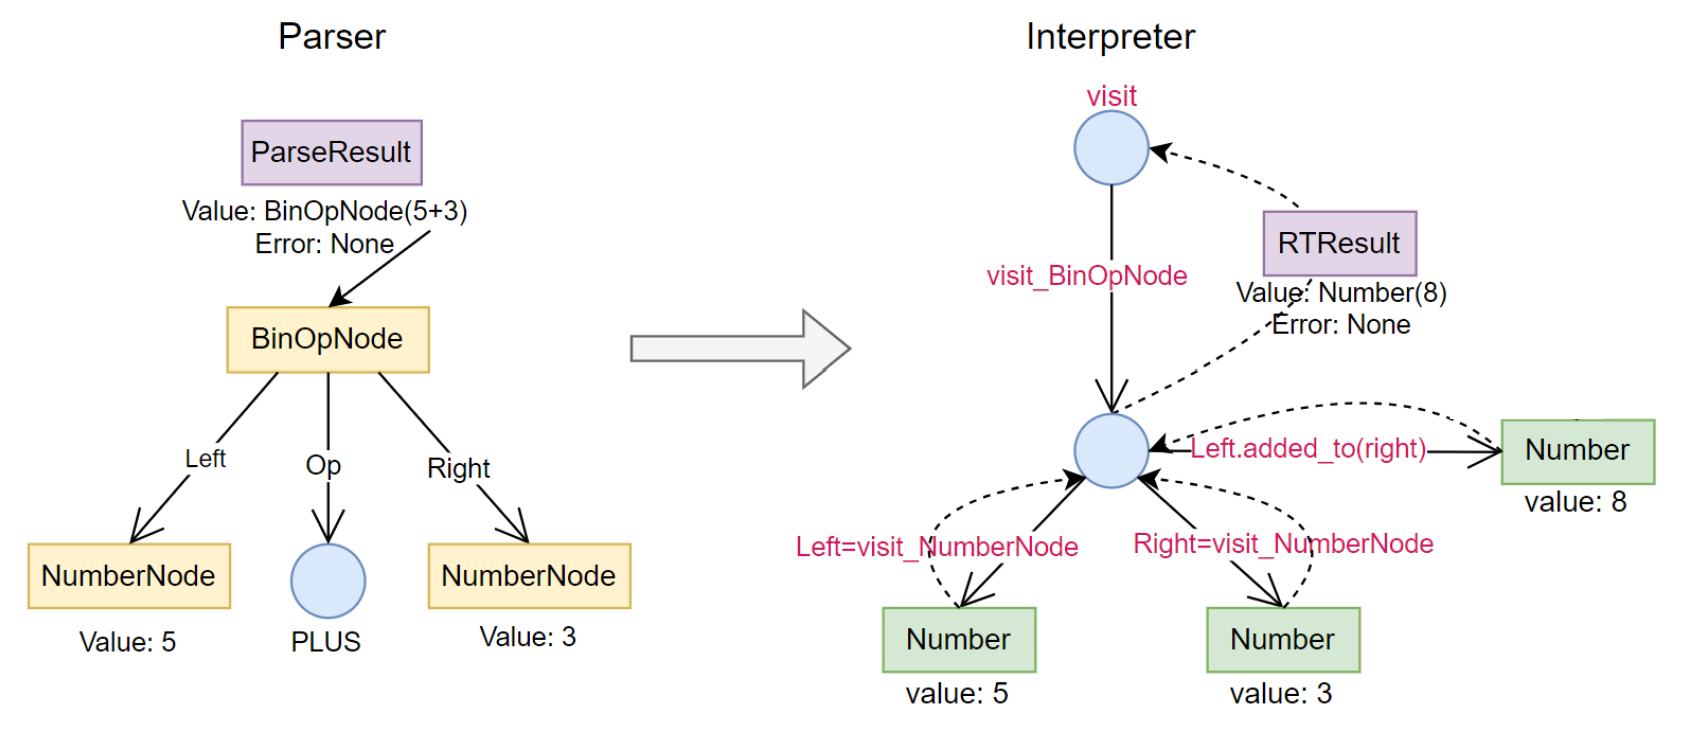 Parser
ParseResult
Value: BinOpNode(5+3)
Error: None
BinOpNode
Left
Op
Right
NumberNode
NumberNode
Value: 5
PLUS
Value: 3
Interpreter
visit
RTResult
visit_BinOpNode
Value: Number(8)
Error: None
Left.added_to(right)
Number
value: 8
Left=visit_NumberNode
Right=visit_NumberNode
Number
Number
value: 5
value: 3